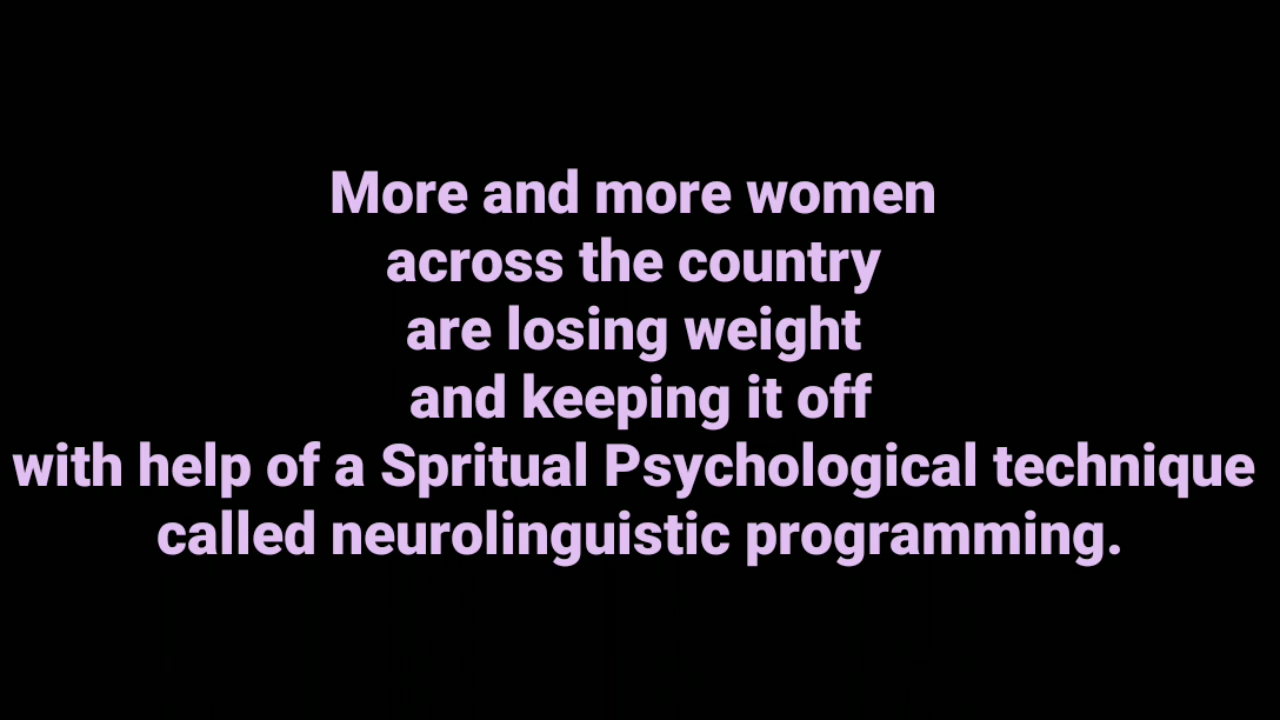 More and more women
across the country
are losing weight
and keeping it off
with help of a Spritual Psychological technique
called neurolinguistic programming.